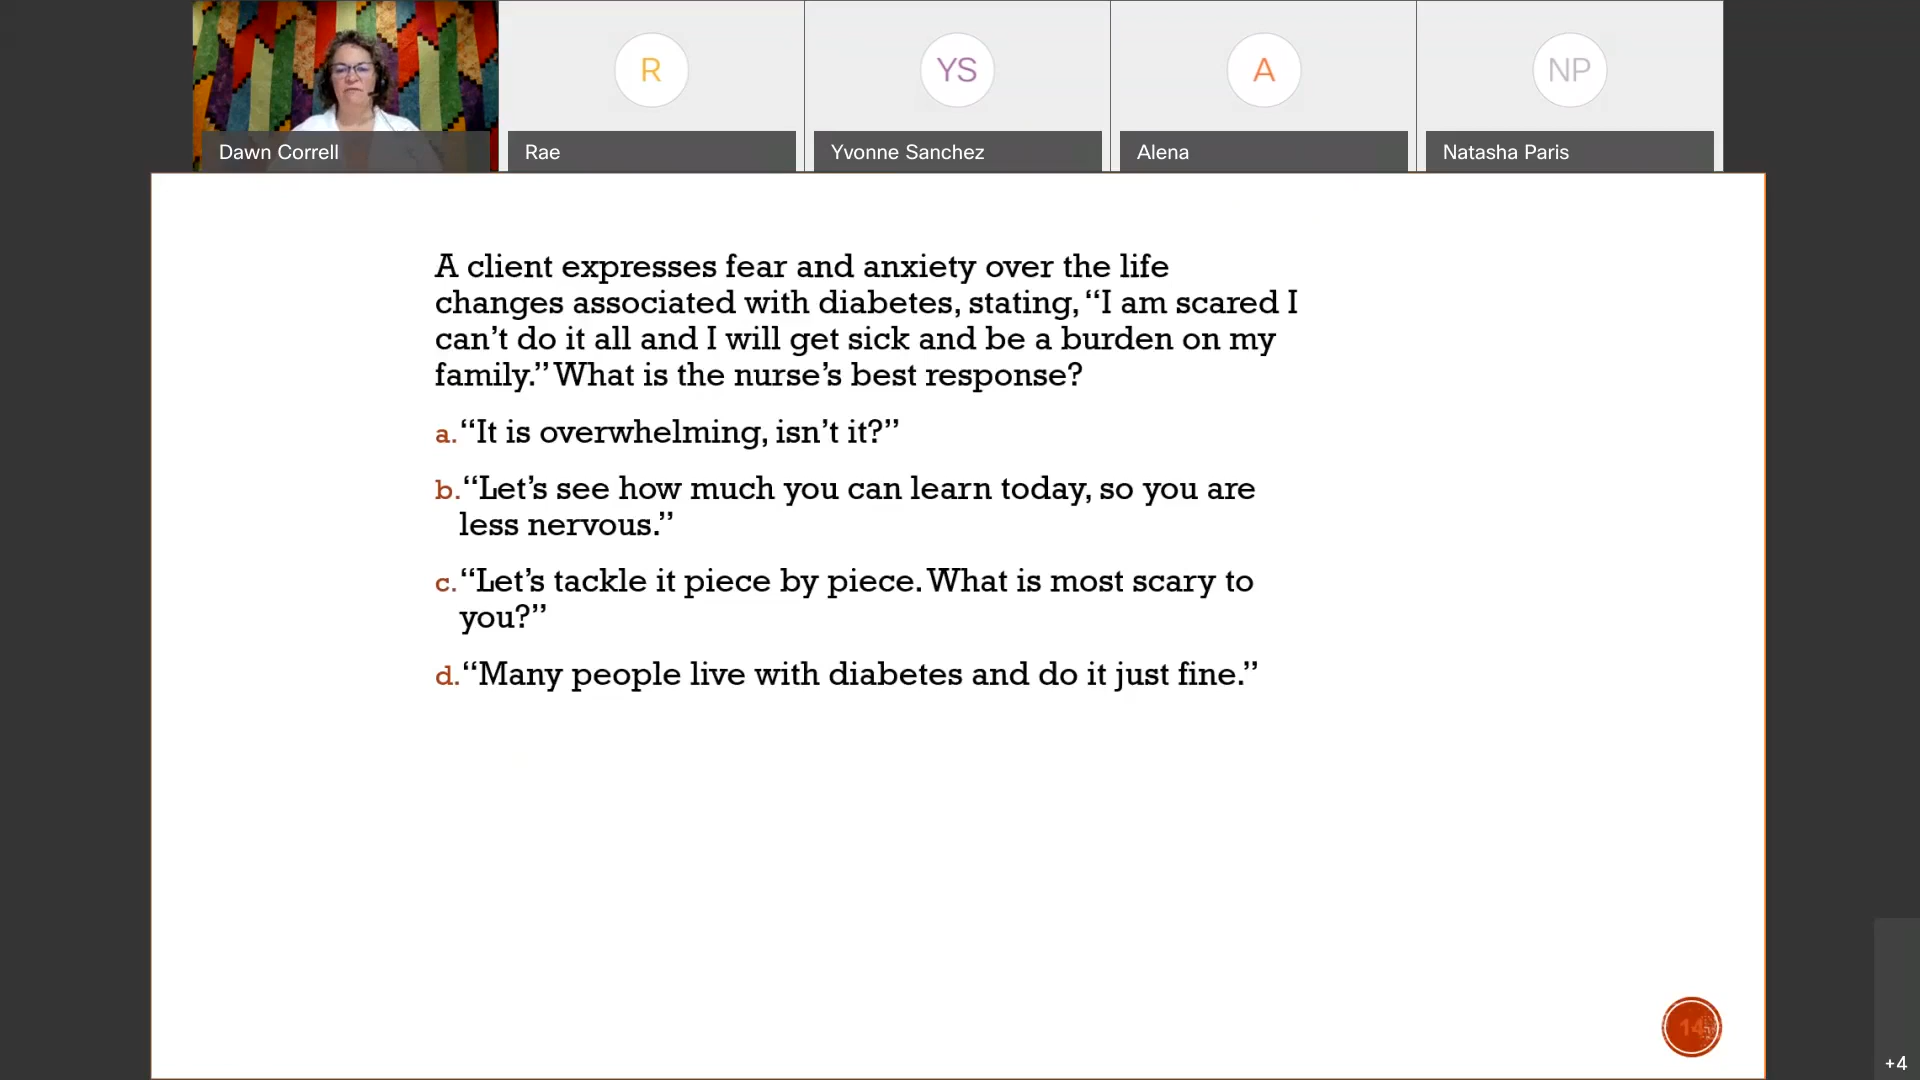 R
YS
A
NP
Dawn Correll
Rae
Yvonne Sanchez
Alena
Natasha Paris
A client expresses fear and anxiety over the life
changes associated with diabetes, stating, “I am scared I
can’t do it all and I will get sick and be a burden on my
family.” What is the nurse’s best response?
a. “It is overwhelming, isn’t it?”
b. “Let’s see how much you can learn today, so you are
less nervous.”
c. “Let’s tackle it piece by piece. What is most scary to
you?”
d. “Many people live with diabetes and do it just fine.”
+4